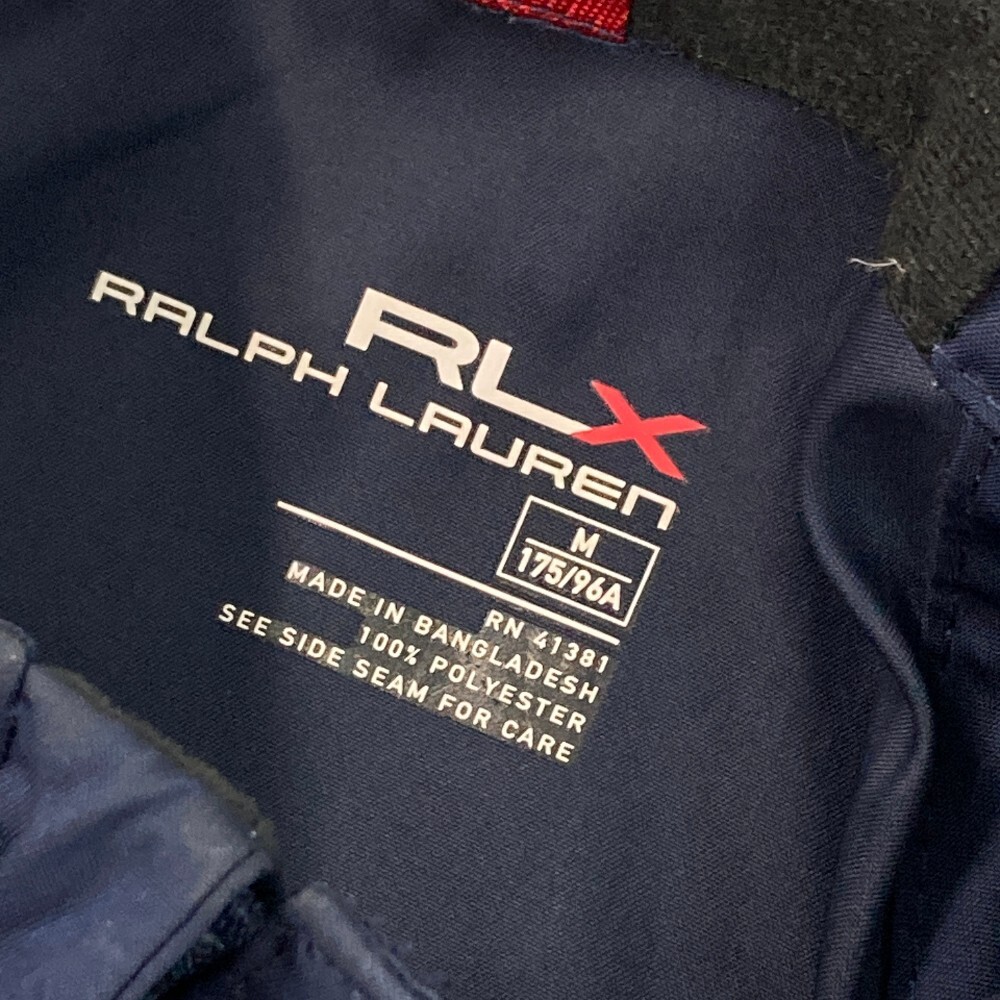 RLX
RALPH LAUREN
M
175/96A
RN 41381
MADE IN BANGLADESH
100% POLYESTER
SEE SIDE SEAM FOR CARE